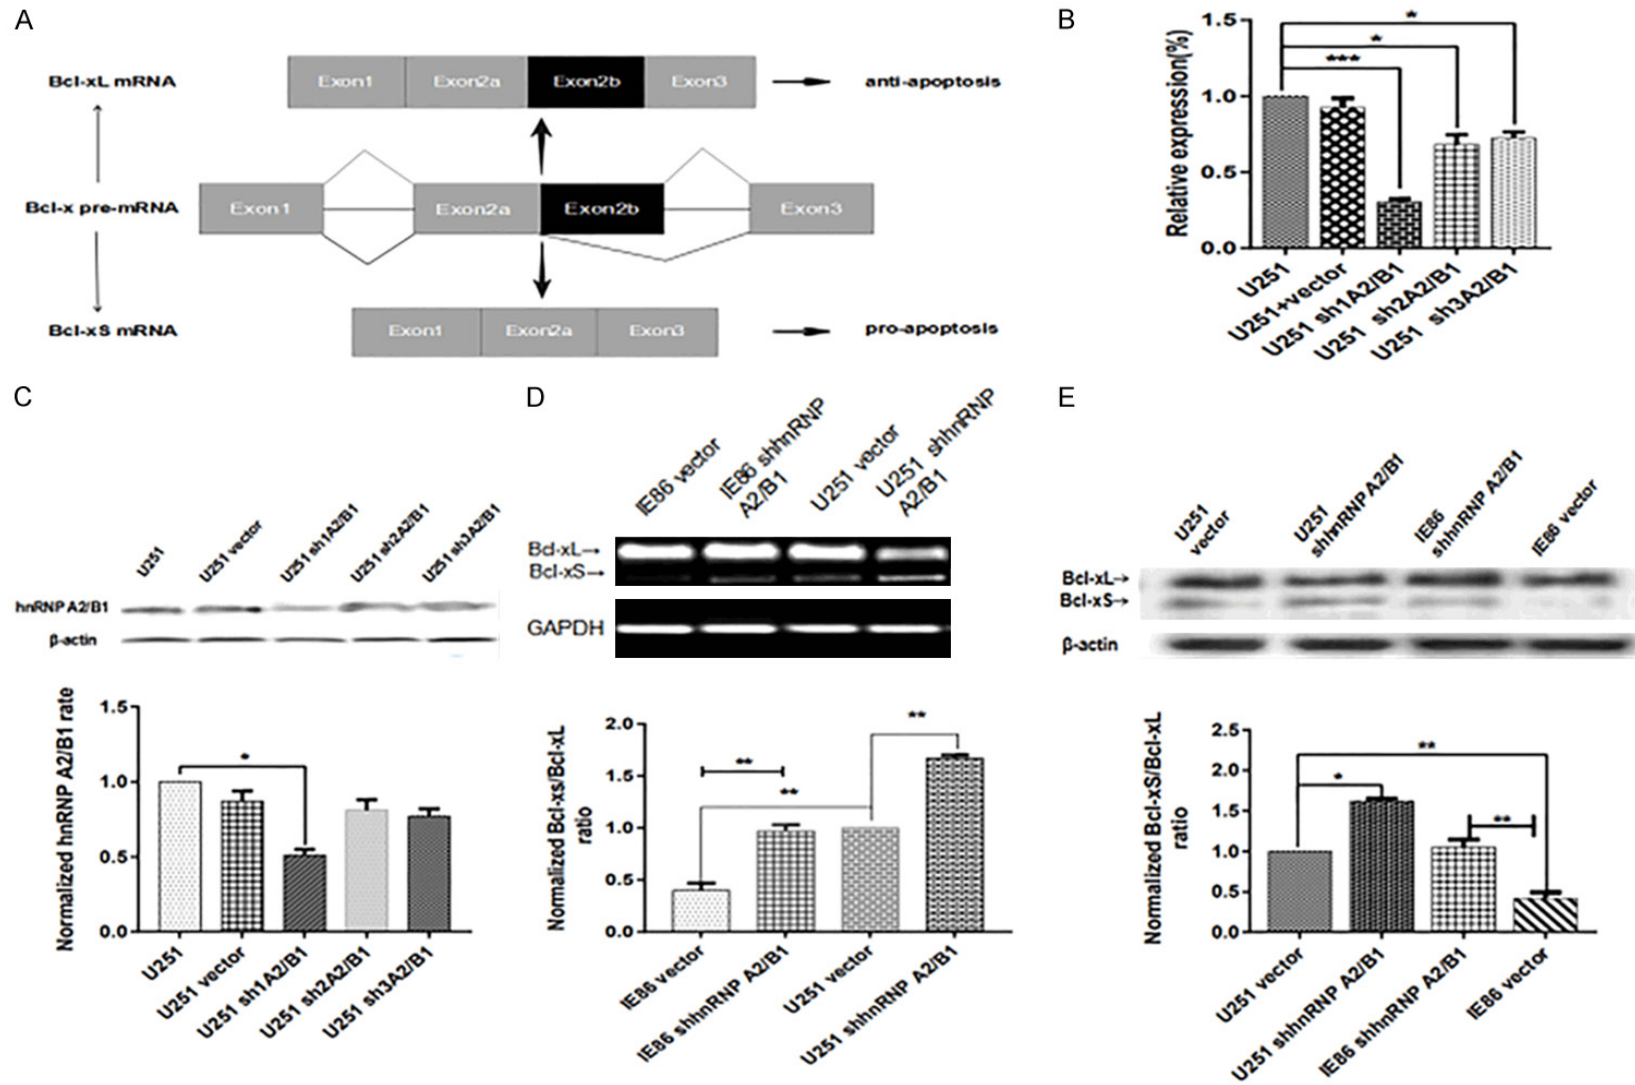 A
Bcl-xL mRNA
Exon1 Exon2a Exon2b Exon3
anti-apoptosis
Bcl-x pre-mRNA
Exon1 Exon2a Exon2b Exon3
Bcl-xS mRNA
Exon1 Exon2a Exon3
pro-apoptosis
B
Relative expression(%)
1.5
1.0
0.5
0.0
*
*
***
U251
U251+vector
U251 sh1A2/B1
U251 sh2A2/B1
U251 sh3A2/B1
C
U251
U251 vector
U251 sh1A2/B1
U251 sh2A2/B1
U251 sh3A2/B1
hnRNP A2/B1
β-actin
Normalized hnRNP A2/B1 rate
1.5
1.0
0.5
0.0
*
U251
U251 vector
U251 sh1A2/B1
U251 sh2A2/B1
U251 sh3A2/B1
D
IE86 vector
IE86 shhnRNP
A2/B1
U251 vector
U251 shhnRNP
A2/B1
Bcl-xL→
Bcl-xS→
GAPDH
Normalized Bcl-xs/Bcl-xL
ratio
2.0
1.5
1.0
0.5
0.0
**
**
**
IE86 vector
IE86 shhnRNP A2/B1
U251 vector
U251 shhnRNP A2/B1
E
U251
vector
U251
shhnRNP A2/B1
IE86
shhnRNP A2/B1
IE86 vector
Bcl-xL→
Bcl-xS→
β-actin
Normalized Bcl-xS/Bcl-xL
ratio
2.5
2.0
1.5
1.0
0.5
0.0
**
*
**
U251 vector
U251 shhnRNP A2/B1
IE86 shhnRNP A2/B1
IE86 vector